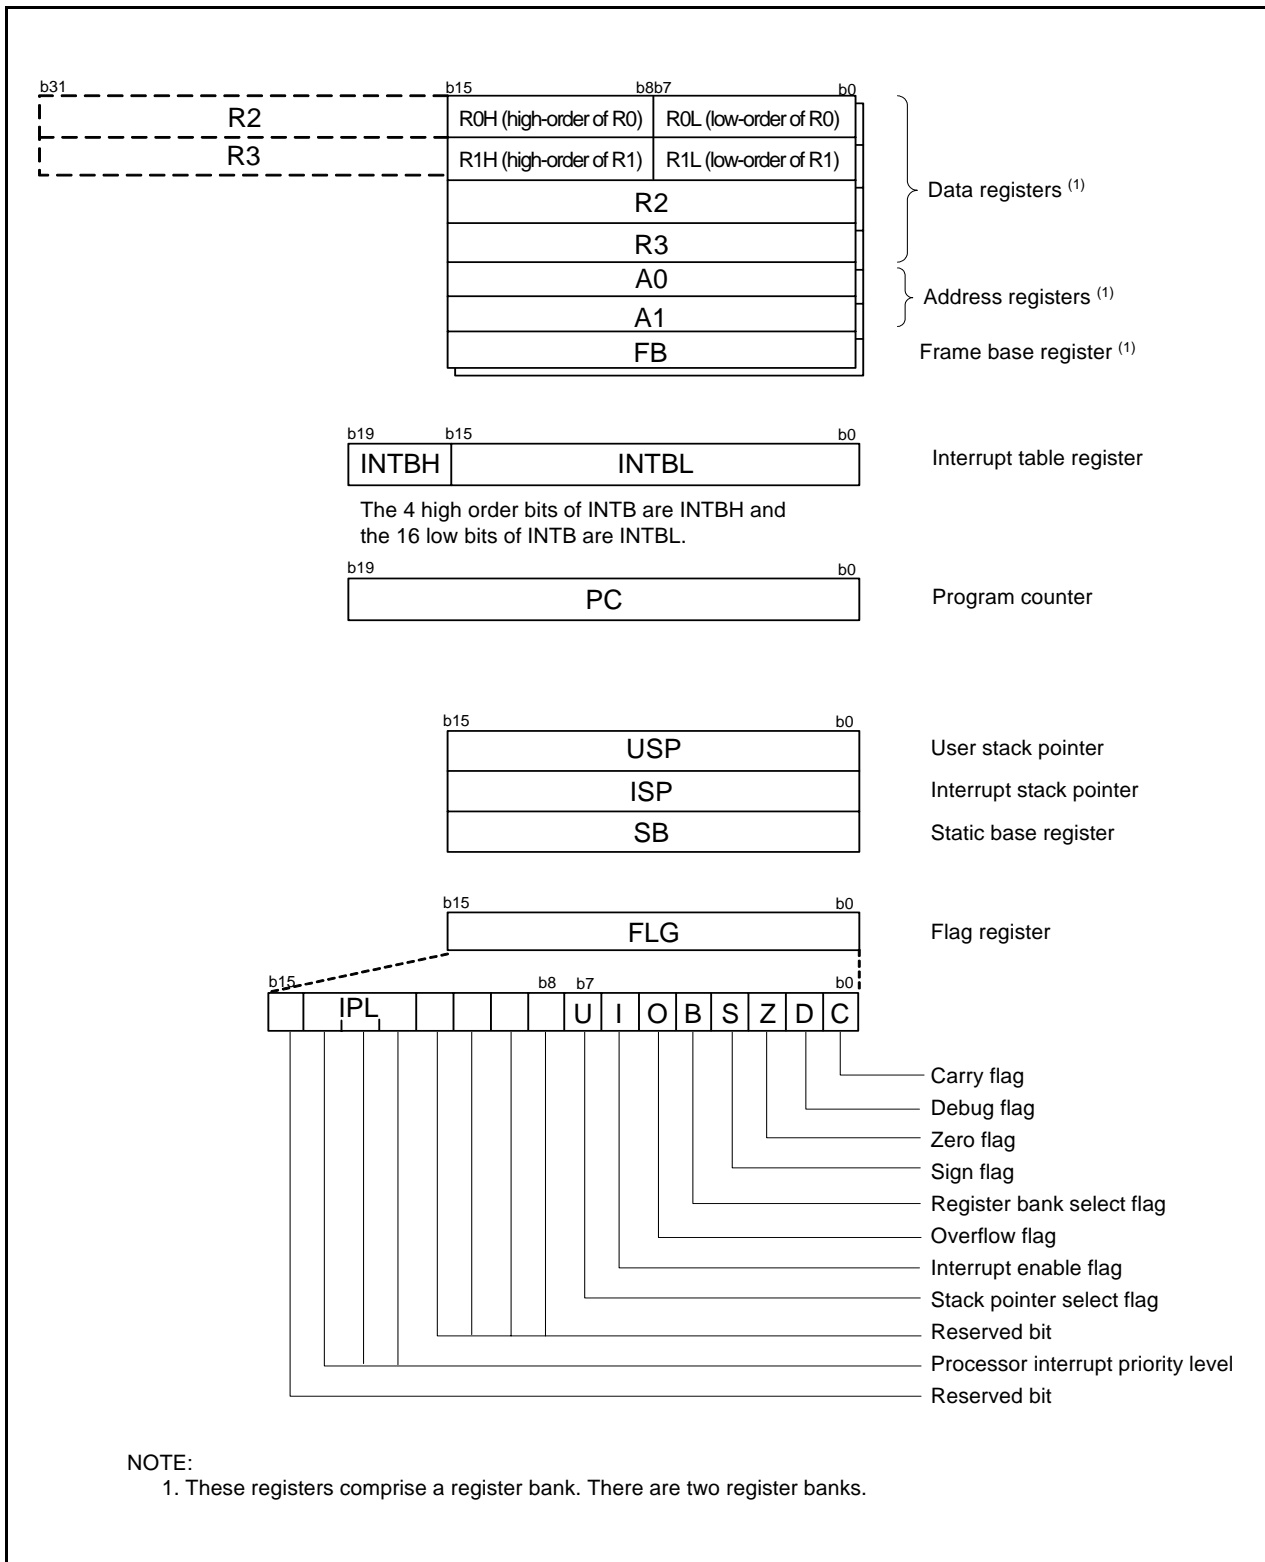 b31 b15 b8b7 b0
R2 R0H (high-order of R0) R0L (low-order of R0)
R3 R1H (high-order of R1) R1L (low-order of R1)
R2
Data registers (1)
R3
A0
Address registers (1)
A1
FB Frame base register (1)
b19 b15 b0
INTBH INTBL Interrupt table register
The 4 high order bits of INTB are INTBH and
the 16 low bits of INTB are INTBL.
b19 b0
PC Program counter
b15 b0
USP User stack pointer
ISP Interrupt stack pointer
SB Static base register
b15 b0
FLG Flag register
b15 b8 b7 b0
IPL U I O B S Z D C
Carry flag
Debug flag
Zero flag
Sign flag
Register bank select flag
Overflow flag
Interrupt enable flag
Stack pointer select flag
Reserved bit
Processor interrupt priority level
Reserved bit
NOTE:
1. These registers comprise a register bank. There are two register banks.